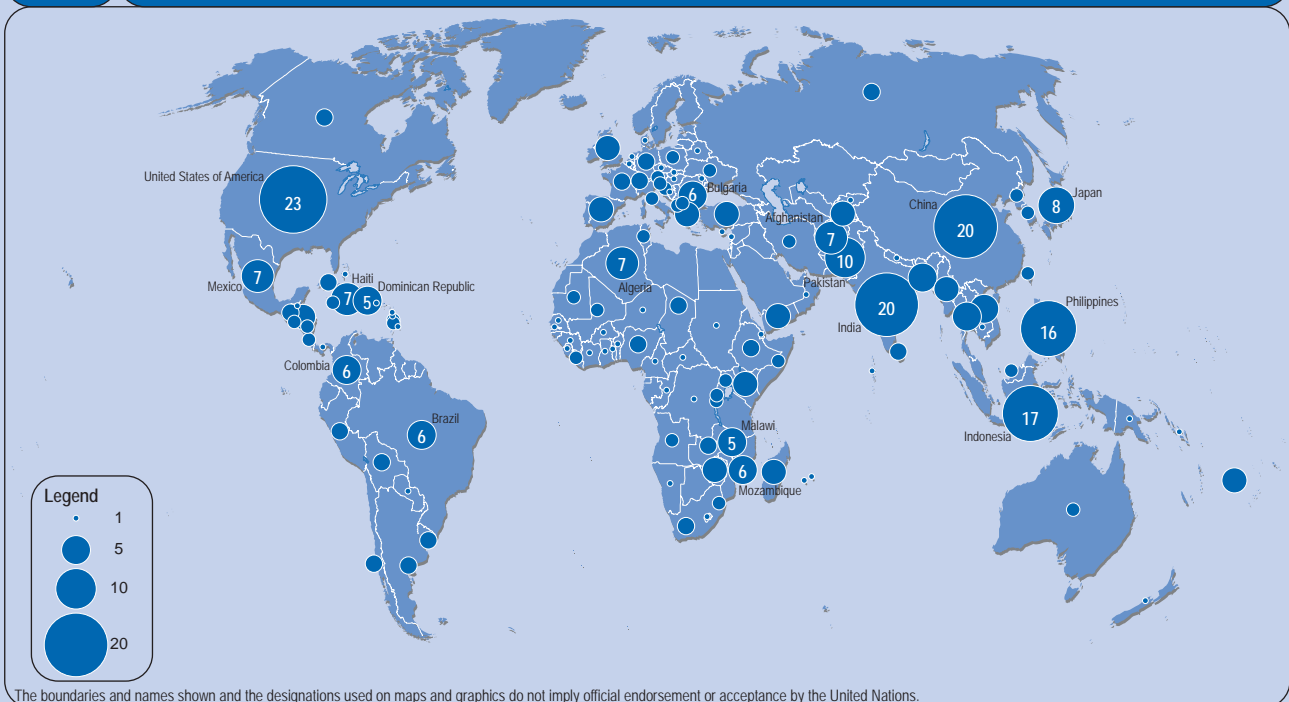 United States of America
23
Mexico
7
Haiti
7
Dominican Republic
5
Colombia
6
Brazil
6
Bulgaria
6
Algeria
7
Afghanistan
7
10
Pakistan
China
20
Japan
8
India
20
Philippines
16
Indonesia
17
Malawi
5
6
Mozambique
Legend
1
5
10
20
The boundaries and names shown and the designations used on maps and graphics do not imply official endorsement or acceptance by the United Nations.